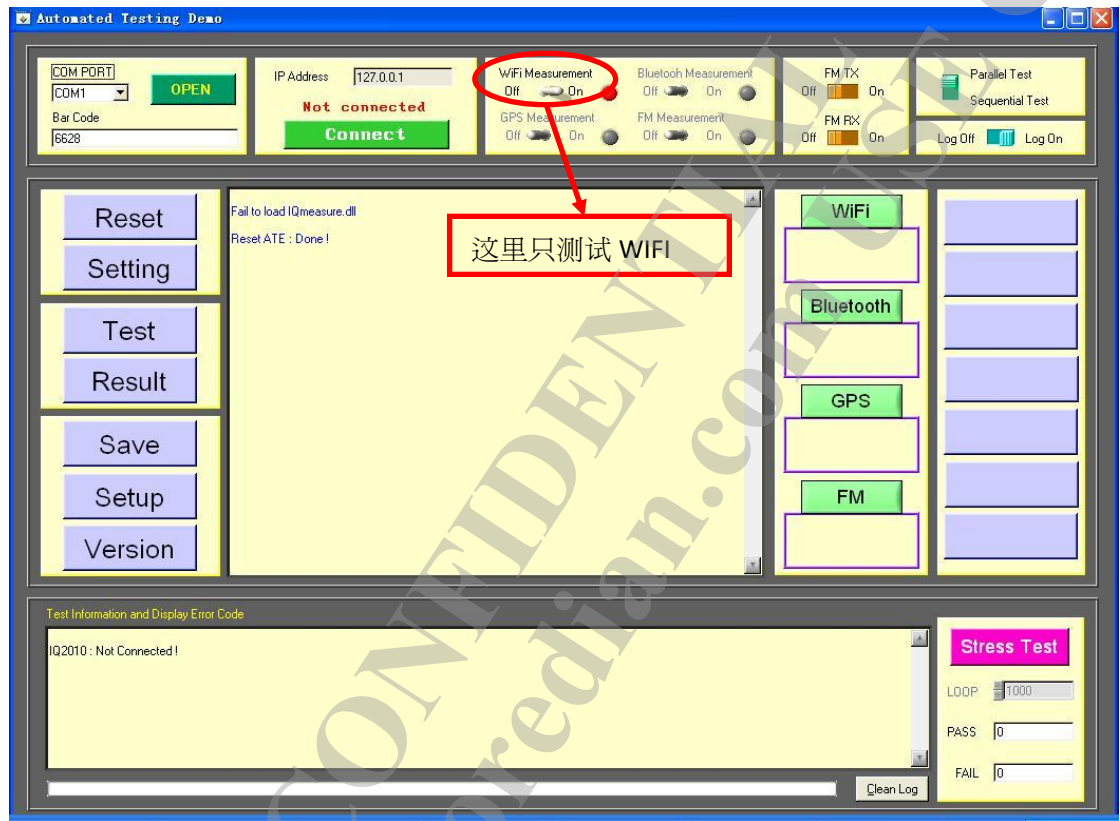 Automated Testing Demo
COM PORT
COM1
OPEN
Bar Code
6628
IP Address 127.0.0.1
Not connected
Connect
WiFi Measurement
Off On
Bluetooh Measurement
Off On
GPS Measurement
Off On
FM Measurement
Off On
FM TX
Off On
FM RX
Off On
Parallel Test
Sequential Test
Log Off Log On
Reset
Setting
Test
Result
Save
Setup
Version
Fail to load IQmeasure.dll
Reset ATE : Done !
这里只测试 WIFI
WiFi
Bluetooth
GPS
FM
Test Information and Display Error Code
IQ2010 : Not Connected !
Clean Log
Stress Test
LOOP 1000
PASS 0
FAIL 0
CONFIDENTIAL
oredian.com USE